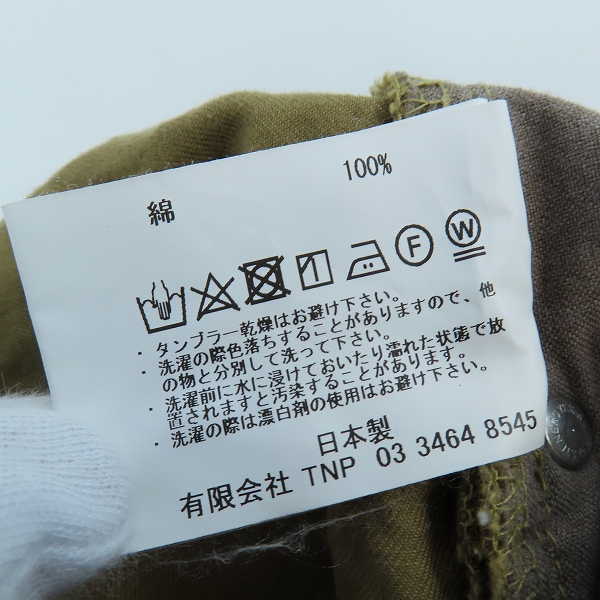 綿 100%
F W
・タンブラー乾燥はお避け下さい。
・洗濯の際色落ちすることがありますので、他
の物と分別して洗って下さい。
・洗濯前に水に浸けておいたり濡れた状態で放
置されますと汚染することがあります。
・洗濯の際は漂白剤の使用はお避け下さい。
日本製
有限会社 TNP 03 3464 8545